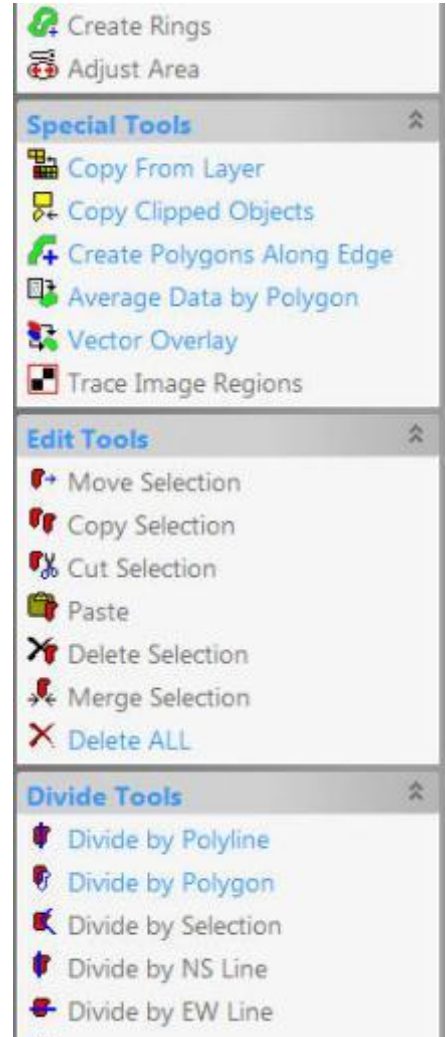 Create Rings
Adjust Area
Special Tools
Copy From Layer
Copy Clipped Objects
Create Polygons Along Edge
Average Data by Polygon
Vector Overlay
Trace Image Regions
Edit Tools
Move Selection
Copy Selection
Cut Selection
Paste
Delete Selection
Merge Selection
Delete ALL
Divide Tools
Divide by Polyline
Divide by Polygon
Divide by Selection
Divide by NS Line
Divide by EW Line